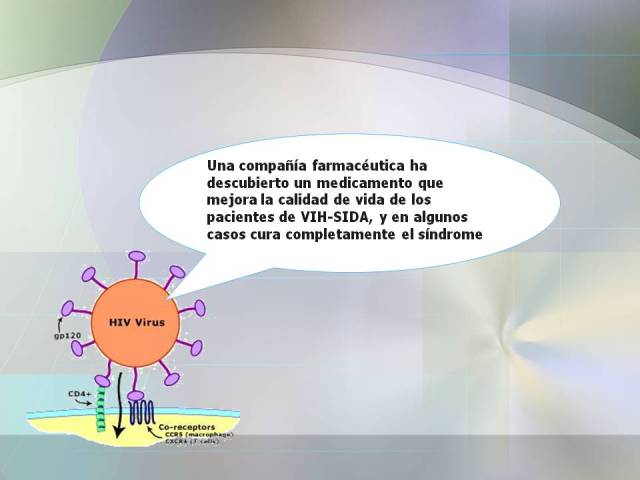 Una compañía farmacéutica ha
descubierto un medicamento que
mejora la calidad de vida de los
pacientes de VIH-SIDA, y en algunos
casos cura completamente el síndrome
HIV Virus
gp120
CD4+
Co-receptors
CCR5 (macrophage)
CXCR4 (T cells)